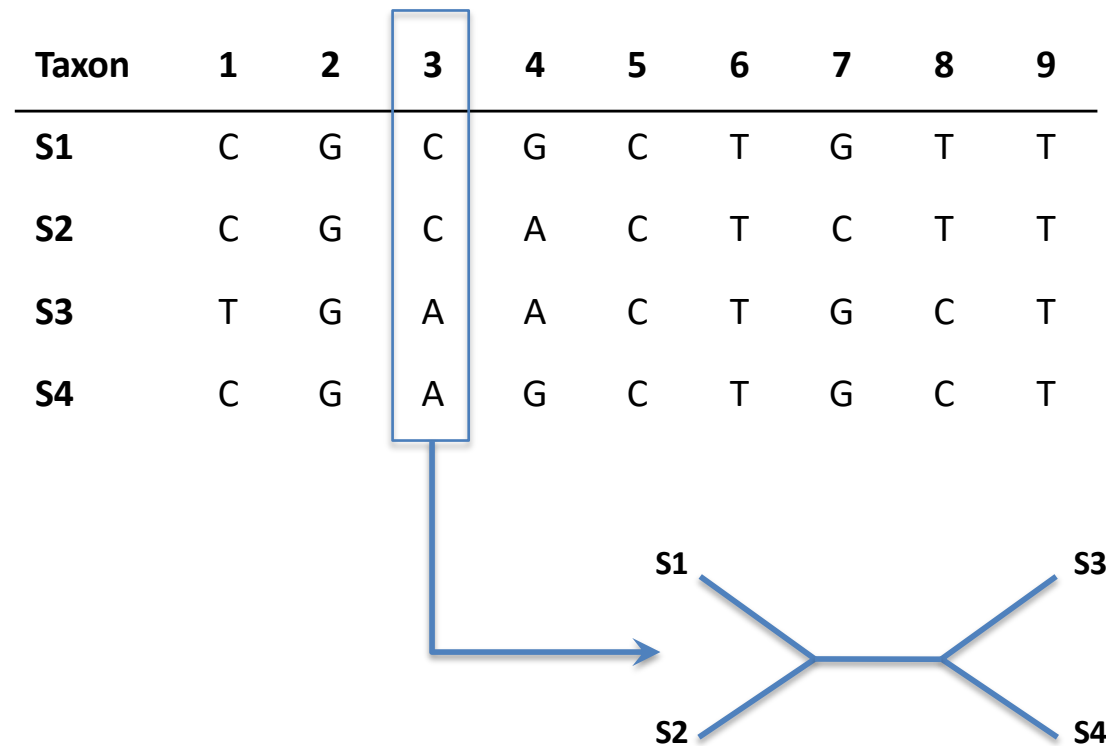 Taxon 1 2 3 4 5 6 7 8 9
S1 C G C G C T G T T
S2 C G C A C T C T T
S3 T G A A C T G C T
S4 C G A G C T G C T
S1 S3
S2 S4